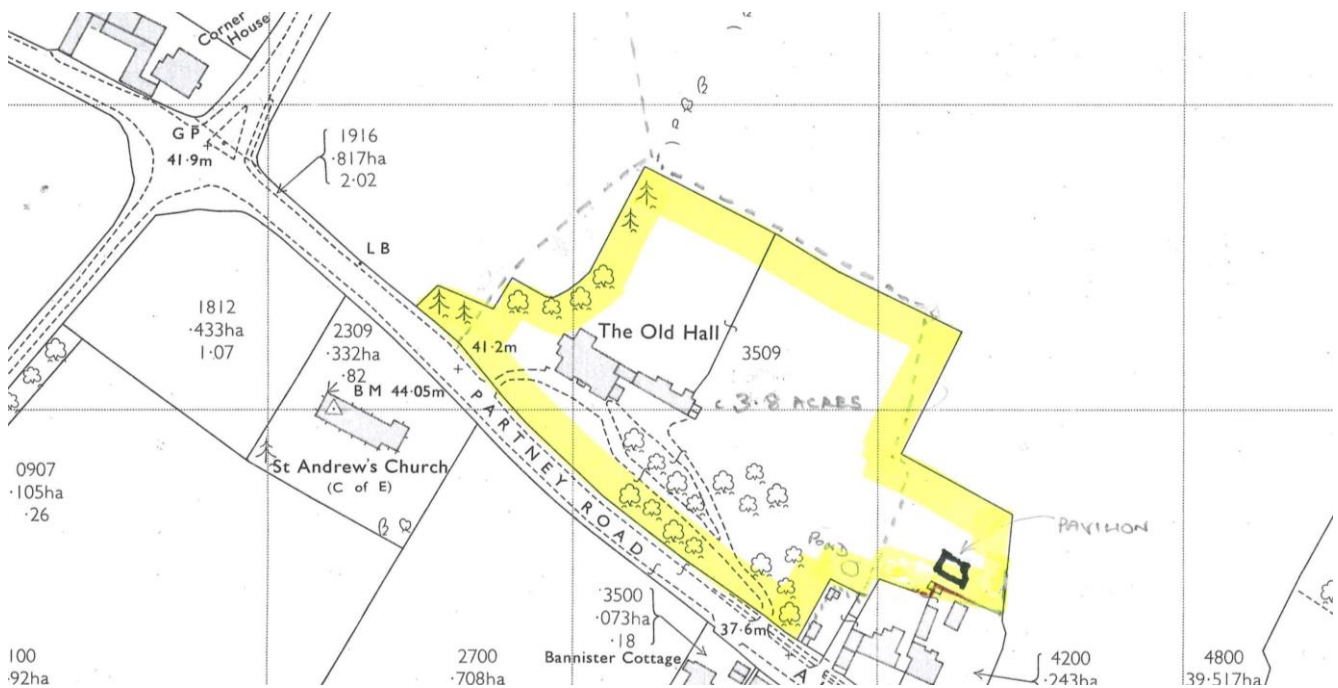 Corner
House
G P
41·9m
1916
·817ha
2·02
L B
1812
·433ha
1·07
2309
·332ha
·82
B M 44·05m
41·2m
The Old Hall
3509
c 3·8 ACRES
PARTNEY ROAD
St Andrew's Church
(C of E)
0907
·105ha
·26
POND
PAVILION
3500
·073ha
·18
37·6m
Bannister Cottage
100
·92ha
2700
·708ha
4200
·243ha
4800
39·517ha